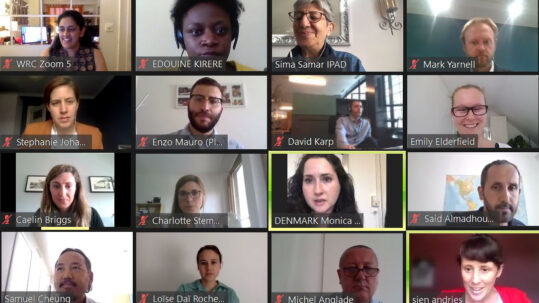 WRC Zoom 5
EDOUINE KIRERE
Sima Samar IPAD
Mark Yarnell
Stephanie Joha...
Enzo Mauro (Pl...
David Karp
Emily Elderfield
Caelin Briggs
Charlotte Stem...
DENMARK Monica ...
Said Almadhou...
Samuel Cheung
Loïse Daï Roche...
Michel Anglade
sien andries